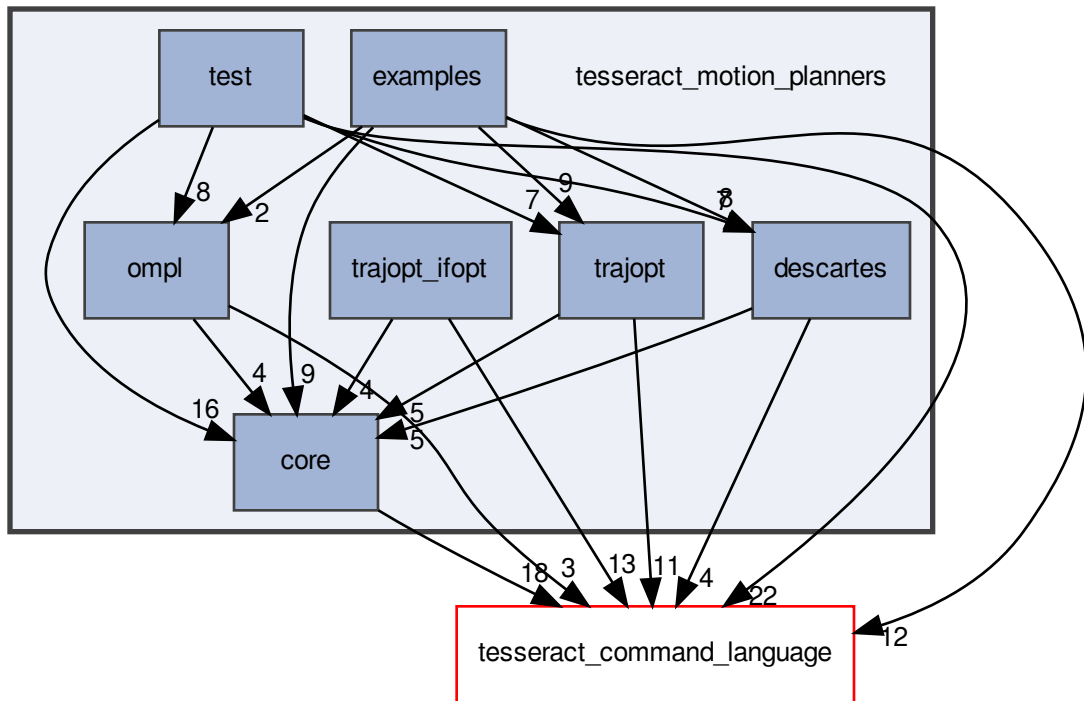 test
examples
tesseract_motion_planners
8
2
7
9
7
8
ompl
trajopt_ifopt
trajopt
descartes
16
4
9
4
5
5
core
18
3
13
11
4
22
12
tesseract_command_language